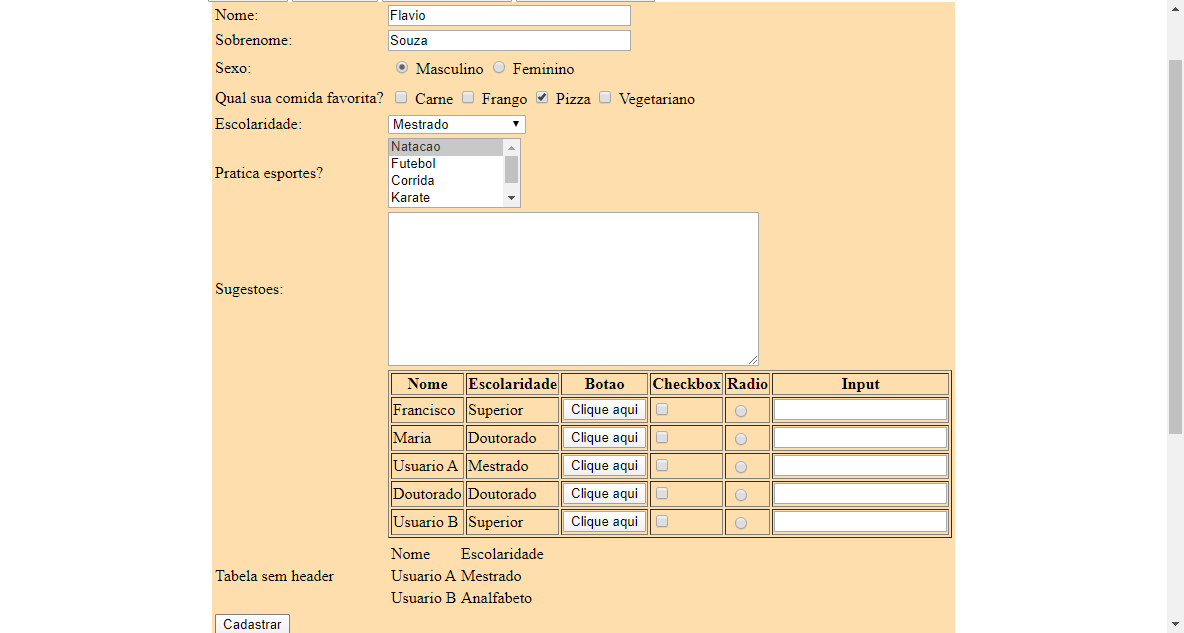 Nome: Flavio
Sobrenome: Souza
Sexo: Masculino Feminino
Qual sua comida favorita? Carne Frango Pizza Vegetariano
Escolaridade: Mestrado
Pratica esportes?
Natacao
Futebol
Corrida
Karate
Sugestoes:
Nome Escolaridade Botao Checkbox Radio Input
Francisco Superior Clique aqui
Maria Doutorado Clique aqui
Usuario A Mestrado Clique aqui
Doutorado Doutorado Clique aqui
Usuario B Superior Clique aqui
Tabela sem header
Nome Escolaridade
Usuario A Mestrado
Usuario B Analfabeto
Cadastrar